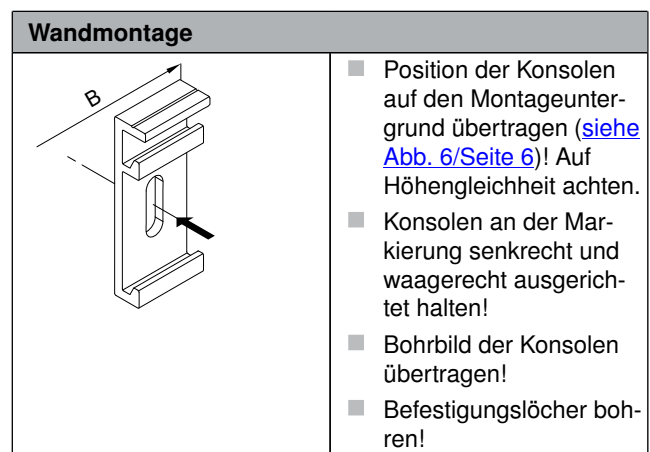 Wandmontage
B
Position der Konsolen
auf den Montageunter-
grund übertragen (siehe
Abb. 6/Seite 6)! Auf
Höhengleichheit achten.
Konsolen an der Mar-
kierung senkrecht und
waagerecht ausgerich-
tet halten!
Bohrbild der Konsolen
übertragen!
Befestigungslöcher boh-
ren!